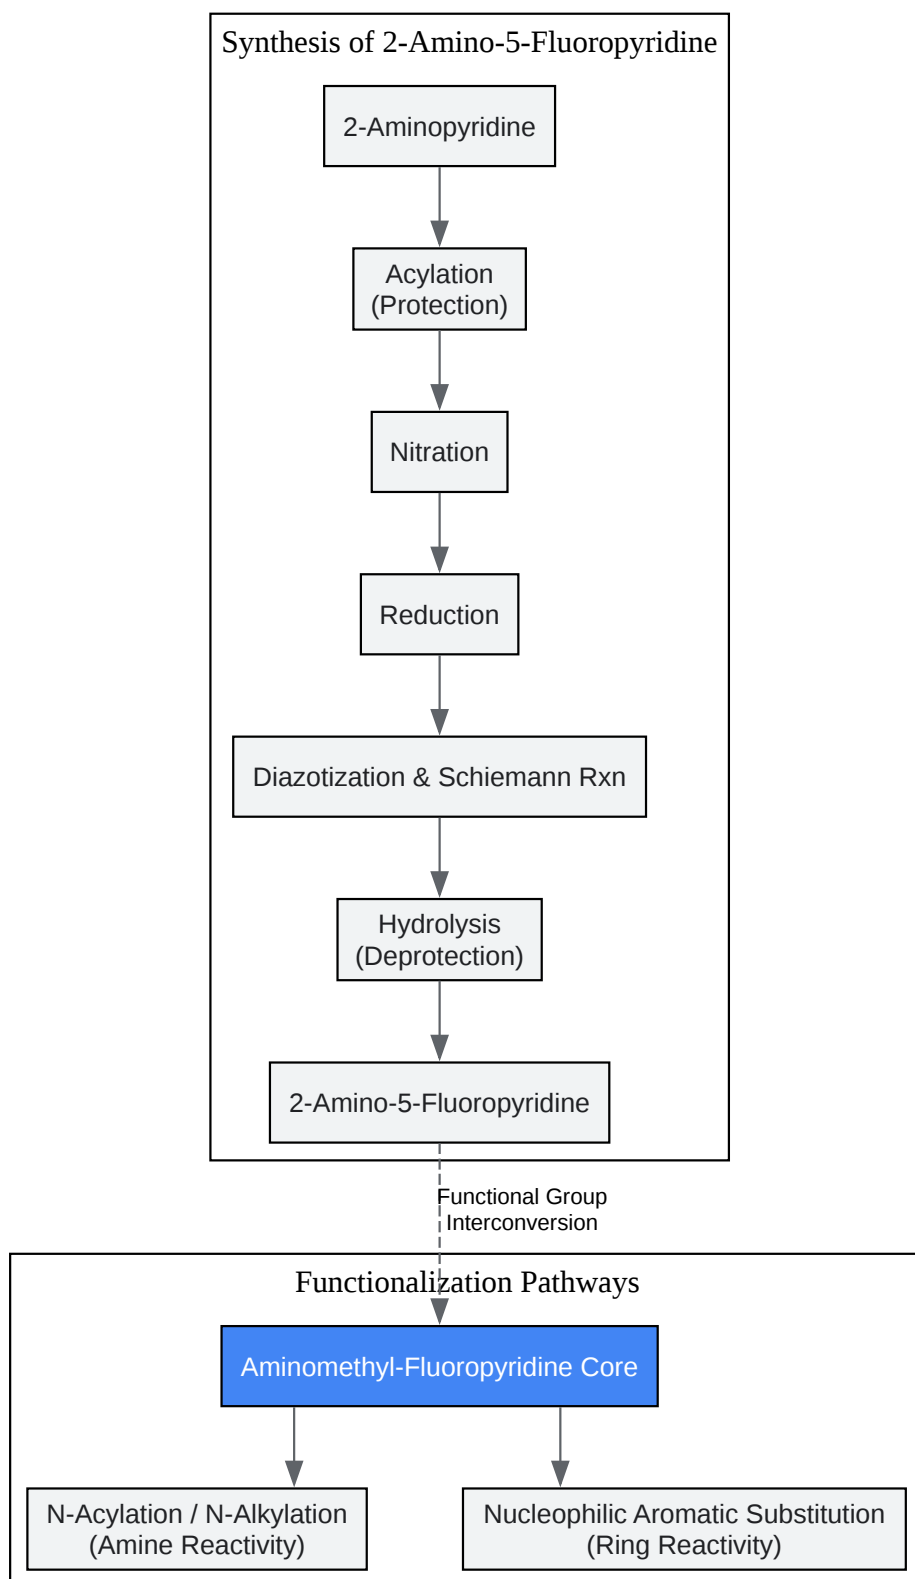 Synthesis of 2-Amino-5-Fluoropyridine
2-Aminopyridine
Acylation
(Protection)
Nitration
Reduction
Diazotization & Schiemann Rxn
Hydrolysis
(Deprotection)
2-Amino-5-Fluoropyridine
Functional Group
Interconversion
Functionalization Pathways
Aminomethyl-Fluoropyridine Core
N-Acylation / N-Alkylation
(Amine Reactivity)
Nucleophilic Aromatic Substitution
(Ring Reactivity)